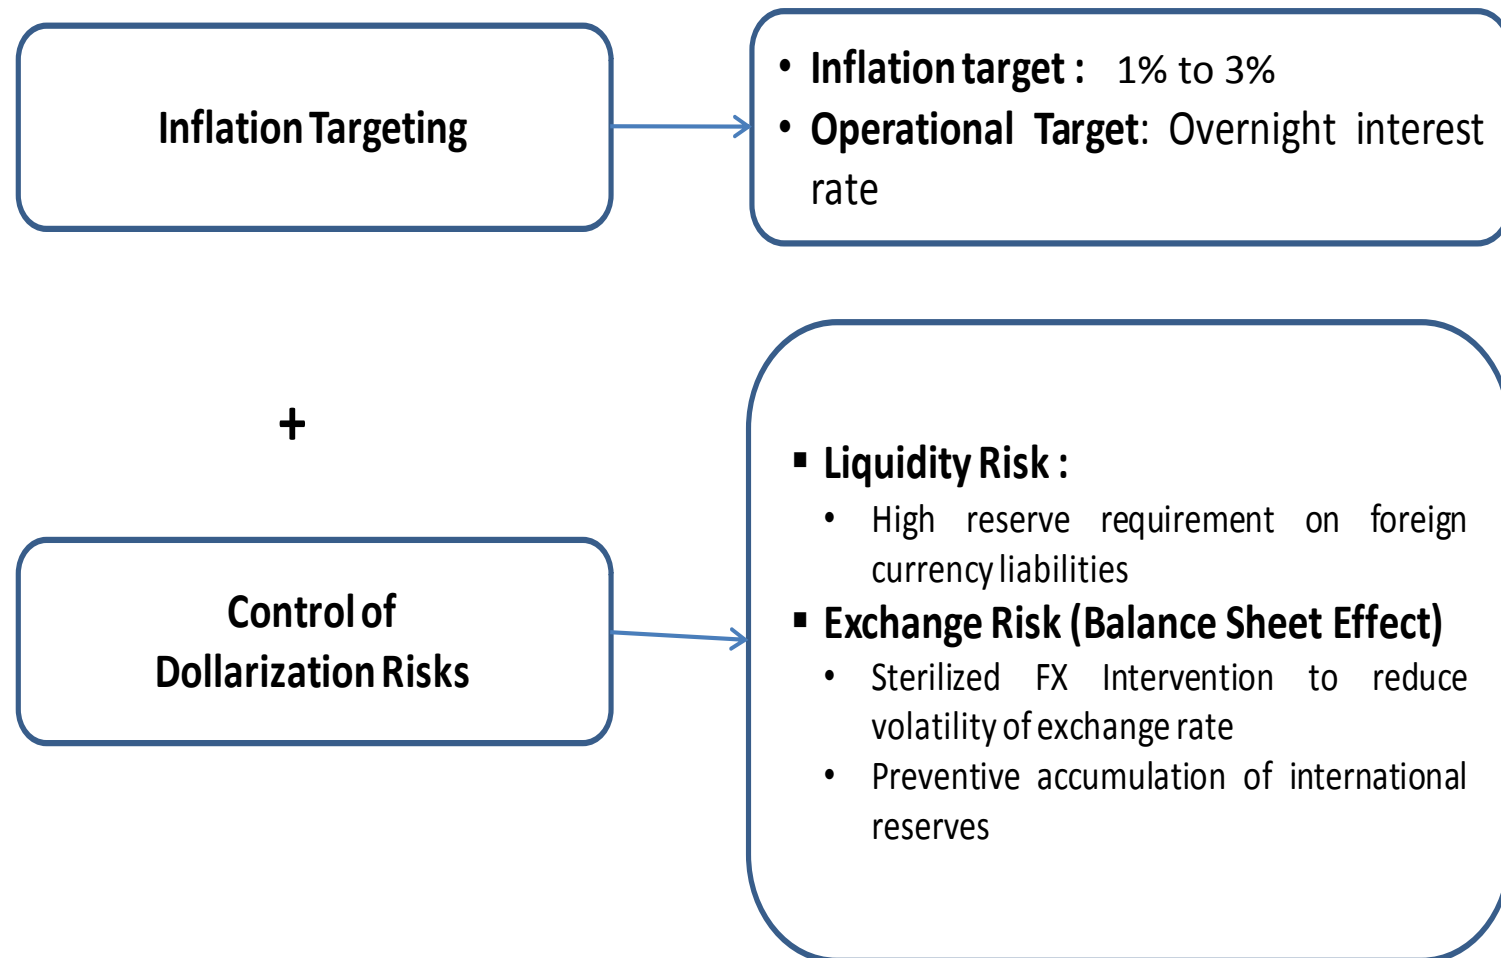 Inflation Targeting
• Inflation target : 1% to 3%
• Operational Target: Overnight interest
rate
+
Control of
Dollarization Risks
▪ Liquidity Risk :
• High reserve requirement on foreign
currency liabilities
▪ Exchange Risk (Balance Sheet Effect)
• Sterilized FX Intervention to reduce
volatility of exchange rate
• Preventive accumulation of international
reserves